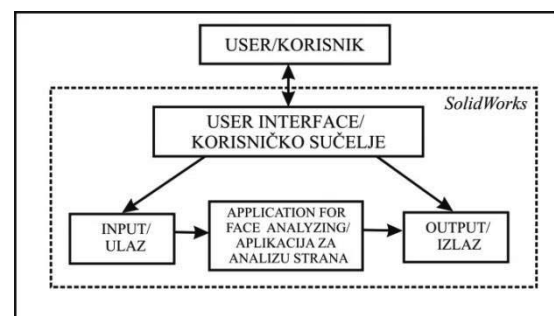 USER/KORISNIK
SolidWorks
USER INTERFACE/
KORISNIČKO SUČELJE
INPUT/
ULAZ
APPLICATION FOR
FACE ANALYZING/
APLIKACIJA ZA
ANALIZU STRANA
OUTPUT/
IZLAZ